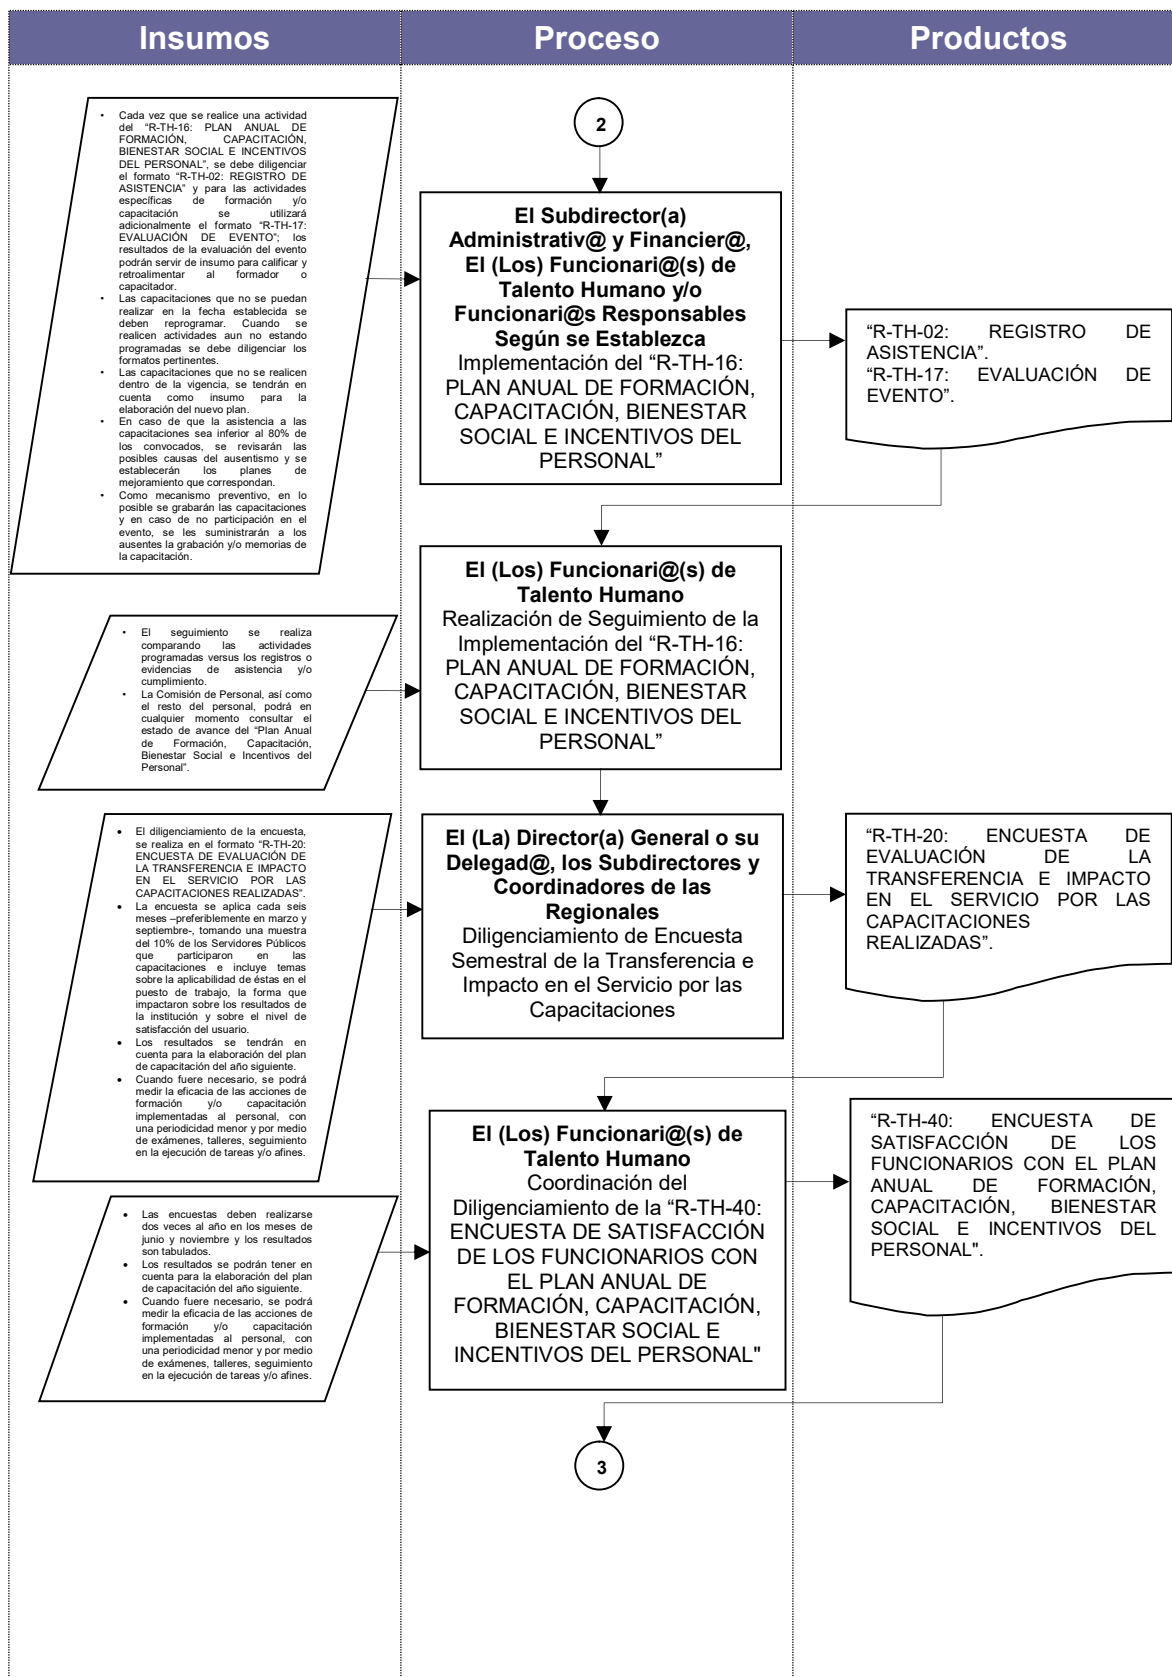 Insumos
Proceso
Productos
• Cada vez que se realice una actividad
del “R-TH-16: PLAN ANUAL DE
FORMACIÓN, CAPACITACIÓN,
BIENESTAR SOCIAL E INCENTIVOS
DEL PERSONAL”, se debe diligenciar
el formato “R-TH-02: REGISTRO DE
ASISTENCIA” y para las actividades
específicas de formación y/o
capacitación se utilizará
adicionalmente el formato “R-TH-17:
EVALUACIÓN DE EVENTO”; los
resultados de la evaluación del evento
podrán servir de insumo para calificar y
retroalimentar al formador o
capacitador.
• Las capacitaciones que no se puedan
realizar en la fecha establecida se
deben reprogramar. Cuando se
realicen actividades aun no estando
programadas se debe diligenciar los
formatos pertinentes.
• Las capacitaciones que no se realicen
dentro de la vigencia, se tendrán en
cuenta como insumo para la
elaboración del nuevo plan.
• En caso de que la asistencia a las
capacitaciones sea inferior al 80% de
los convocados, se revisarán las
posibles causas del ausentismo y se
establecerán los planes de
mejoramiento que correspondan.
• Como mecanismo preventivo, en lo
posible se grabarán las capacitaciones
y en caso de no participación en el
evento, se les suministrarán a los
ausentes la grabación y/o memorias de
la capacitación.
2
El Subdirector(a)
Administrativ@ y Financier@,
El (Los) Funcionari@(s) de
Talento Humano y/o
Funcionari@s Responsables
Según se Establezca
Implementación del “R-TH-16:
PLAN ANUAL DE FORMACIÓN,
CAPACITACIÓN, BIENESTAR
SOCIAL E INCENTIVOS DEL
PERSONAL”
“R-TH-02: REGISTRO DE
ASISTENCIA”.
“R-TH-17: EVALUACIÓN DE
EVENTO”.
• El seguimiento se realiza
comparando las actividades
programadas versus los registros o
evidencias de asistencia y/o
cumplimiento.
• La Comisión de Personal, así como
el resto del personal, podrá en
cualquier momento consultar el
estado de avance del “Plan Anual
de Formación, Capacitación,
Bienestar Social e Incentivos del
Personal”.
El (Los) Funcionari@(s) de
Talento Humano
Realización de Seguimiento de la
Implementación del “R-TH-16:
PLAN ANUAL DE FORMACIÓN,
CAPACITACIÓN, BIENESTAR
SOCIAL E INCENTIVOS DEL
PERSONAL”
• El diligenciamiento de la encuesta,
se realiza en el formato “R-TH-20:
ENCUESTA DE EVALUACIÓN DE
LA TRANSFERENCIA E IMPACTO
EN EL SERVICIO POR LAS
CAPACITACIONES REALIZADAS”.
• La encuesta se aplica cada seis
meses –preferiblemente en marzo y
septiembre-, tomando una muestra
del 10% de los Servidores Públicos
que participaron en las
capacitaciones e incluye temas
sobre la aplicabilidad de éstas en el
puesto de trabajo, la forma que
impactaron sobre los resultados de
la institución y sobre el nivel de
satisfacción del usuario.
• Los resultados se tendrán en
cuenta para la elaboración del plan
de capacitación del año siguiente.
• Cuando fuere necesario, se podrá
medir la eficacia de las acciones de
formación y/o capacitación
implementadas al personal, con
una periodicidad menor y por medio
de exámenes, talleres, seguimiento
en la ejecución de tareas y/o afines.
El (La) Director(a) General o su
Delegad@, los Subdirectores y
Coordinadores de las
Regionales
Diligenciamiento de Encuesta
Semestral de la Transferencia e
Impacto en el Servicio por las
Capacitaciones
“R-TH-20: ENCUESTA DE
EVALUACIÓN DE LA
TRANSFERENCIA E IMPACTO
EN EL SERVICIO POR LAS
CAPACITACIONES
REALIZADAS”.
• Las encuestas deben realizarse
dos veces al año en los meses de
junio y noviembre y los resultados
son tabulados.
• Los resultados se podrán tener en
cuenta para la elaboración del plan
de capacitación del año siguiente.
• Cuando fuere necesario, se podrá
medir la eficacia de las acciones de
formación y/o capacitación
implementadas al personal, con
una periodicidad menor y por medio
de exámenes, talleres, seguimiento
en la ejecución de tareas y/o afines.
El (Los) Funcionari@(s) de
Talento Humano
Coordinación del
Diligenciamiento de la “R-TH-40:
ENCUESTA DE SATISFACCIÓN
DE LOS FUNCIONARIOS CON
EL PLAN ANUAL DE
FORMACIÓN, CAPACITACIÓN,
BIENESTAR SOCIAL E
INCENTIVOS DEL PERSONAL"
“R-TH-40: ENCUESTA DE
SATISFACCIÓN DE LOS
FUNCIONARIOS CON EL PLAN
ANUAL DE FORMACIÓN,
CAPACITACIÓN, BIENESTAR
SOCIAL E INCENTIVOS DEL
PERSONAL".
3